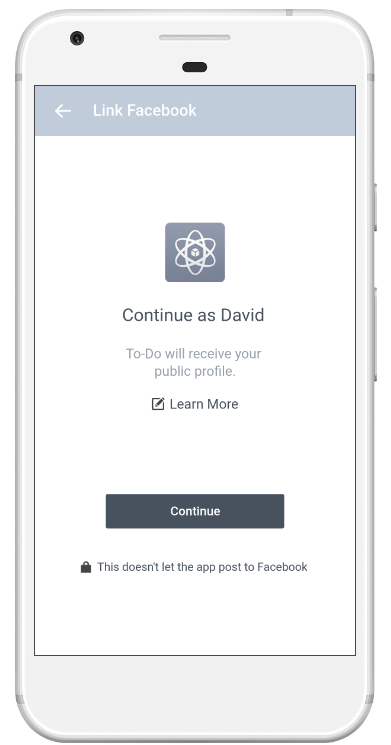 Link Facebook
Continue as David
To-Do will receive your
public profile.
Learn More
Continue
This doesn't let the app post to Facebook